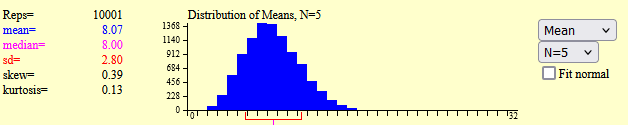 Reps= 10001
mean= 8.07
median= 8.00
sd= 2.80
skew= 0.39
kurtosis= 0.13
Distribution of Means, N=5
1368
1140
912
684
456
228
0
0 32
Mean
N=5
Fit normal